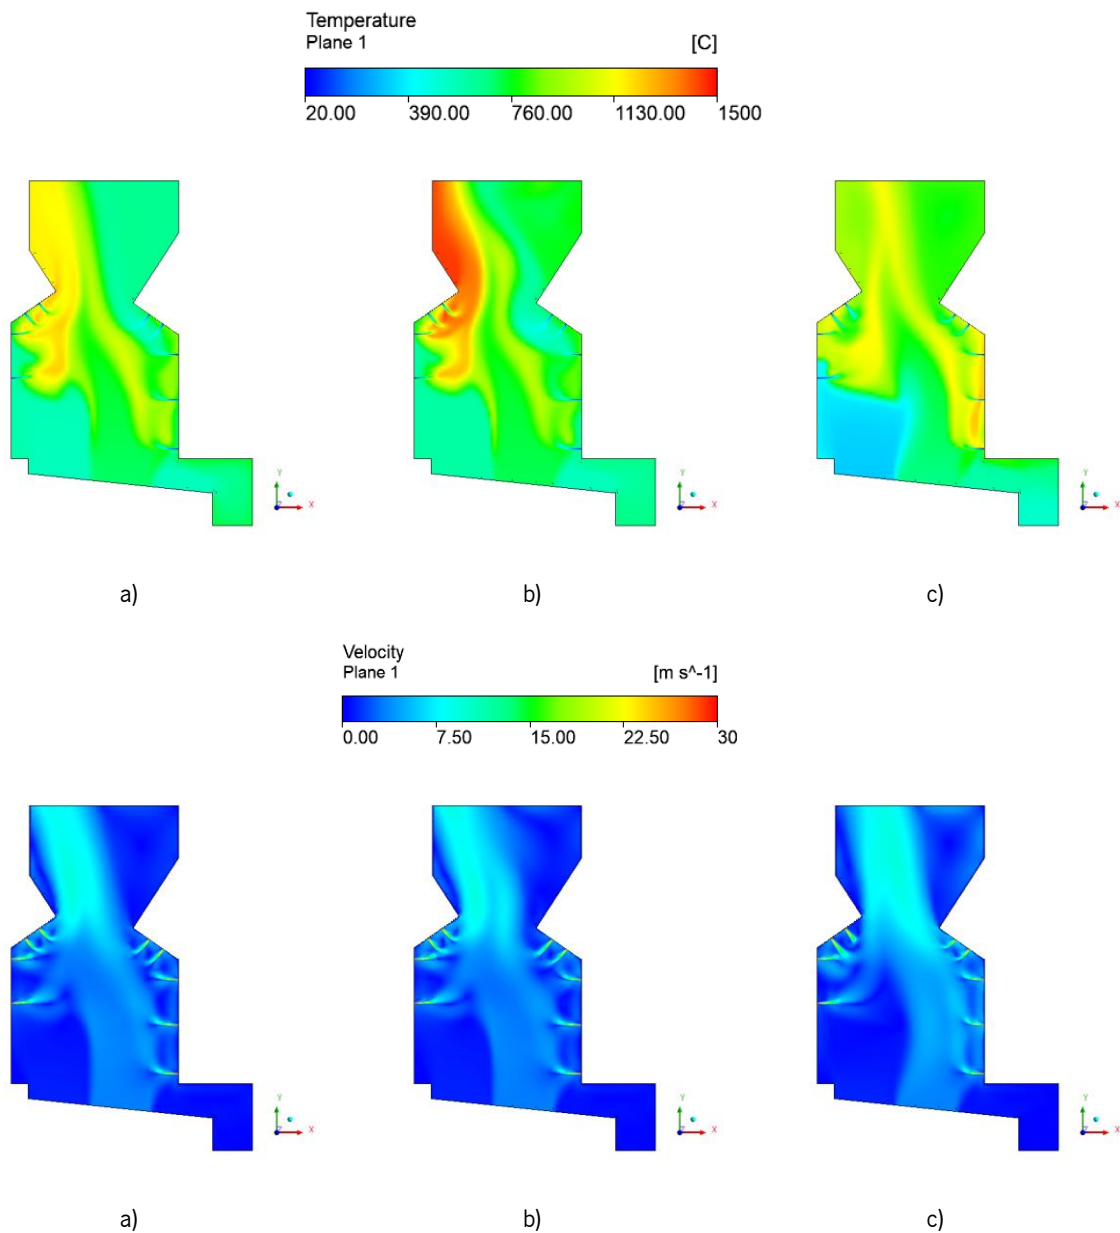 Temperature
Plane 1 [C]
20.00 390.00 760.00 1130.00 1500
Y X Y X Y X
a) b) c)
Velocity
Plane 1 [m s^-1]
0.00 7.50 15.00 22.50 30
Y X Y X Y X
a) b) c)